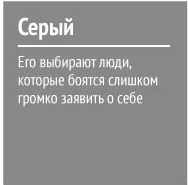 Серый
Его выбирают люди,
которые боятся слишком
громко заявить о себе